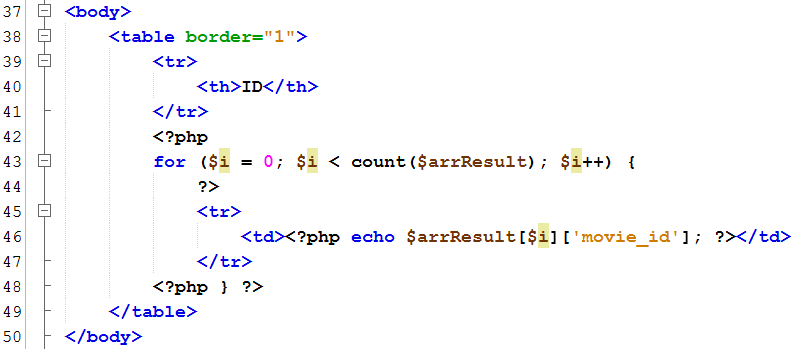 37 <body>
38 <table border="1">
39 <tr>
40 <th>ID</th>
41 </tr>
42 <?php
43 for ($i = 0; $i < count($arrResult); $i++) {
44 ?>
45 <tr>
46 <td><?php echo $arrResult[$i]['movie_id']; ?></td>
47 </tr>
48 <?php } ?>
49 </table>
50 </body>